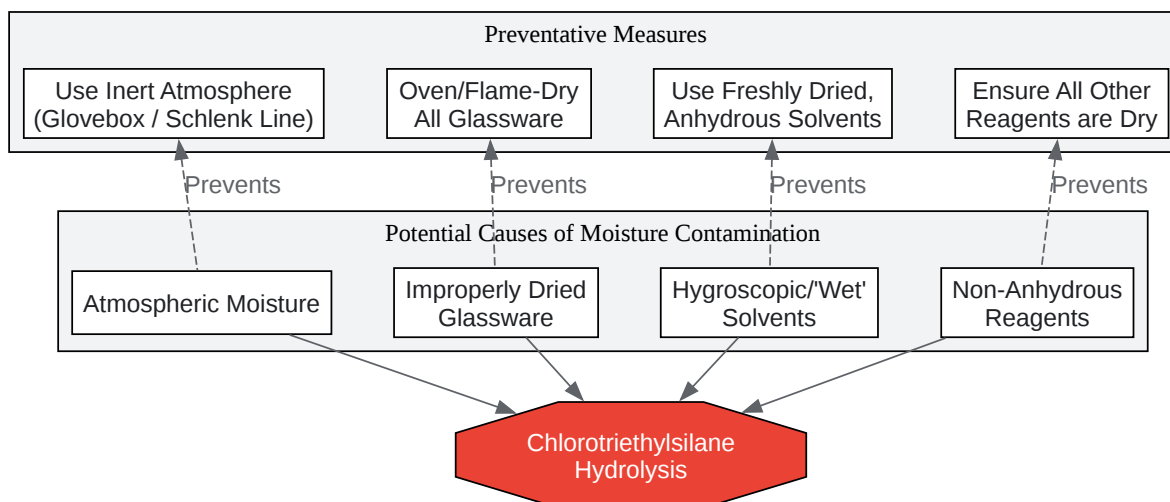 Preventative Measures
Use Inert Atmosphere
(Glovebox / Schlenk Line)
Oven/Flame-Dry
All Glassware
Use Freshly Dried,
Anhydrous Solvents
Ensure All Other
Reagents are Dry
Prevents
Prevents
Prevents
Prevents
Potential Causes of Moisture Contamination
Atmospheric Moisture
Improperly Dried
Glassware
Hygroscopic/'Wet'
Solvents
Non-Anhydrous
Reagents
Chlorotriethylsilane
Hydrolysis